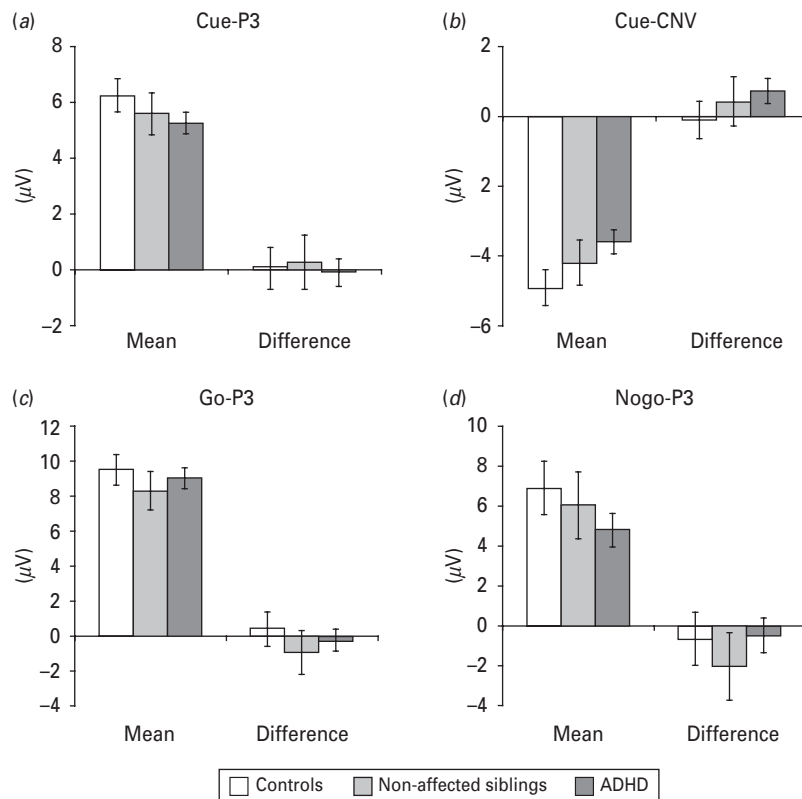 (a) Cue-P3
8
6
4
2
0
–2
(µV)
Mean Difference
(b) Cue-CNV
2
0
–2
–4
–6
(µV)
Mean Difference
(c) Go-P3
12
10
8
6
4
2
0
–2
–4
(µV)
Mean Difference
(d) Nogo-P3
10
8
6
4
2
0
–2
–4
(µV)
Mean Difference
Controls Non-affected siblings ADHD